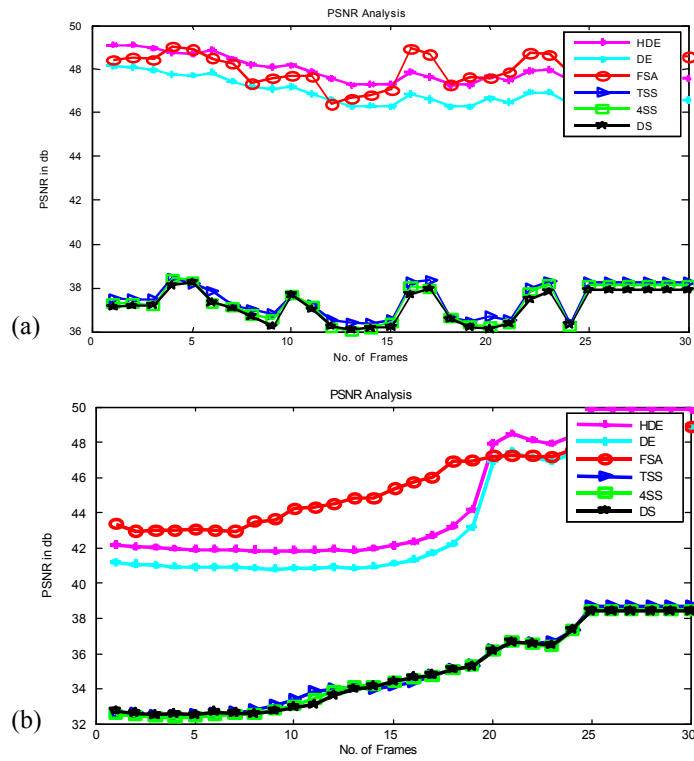 PSNR Analysis
50
48
46
44
42
40
38
36
PSNR in db
0 5 10 15 20 25 30
No. of Frames
HDE
DE
FSA
TSS
4SS
DS
(a)
PSNR Analysis
50
48
46
44
42
40
38
36
34
32
PSNR in db
0 5 10 15 20 25 30
No. of Frames
HDE
DE
FSA
TSS
4SS
DS
(b)